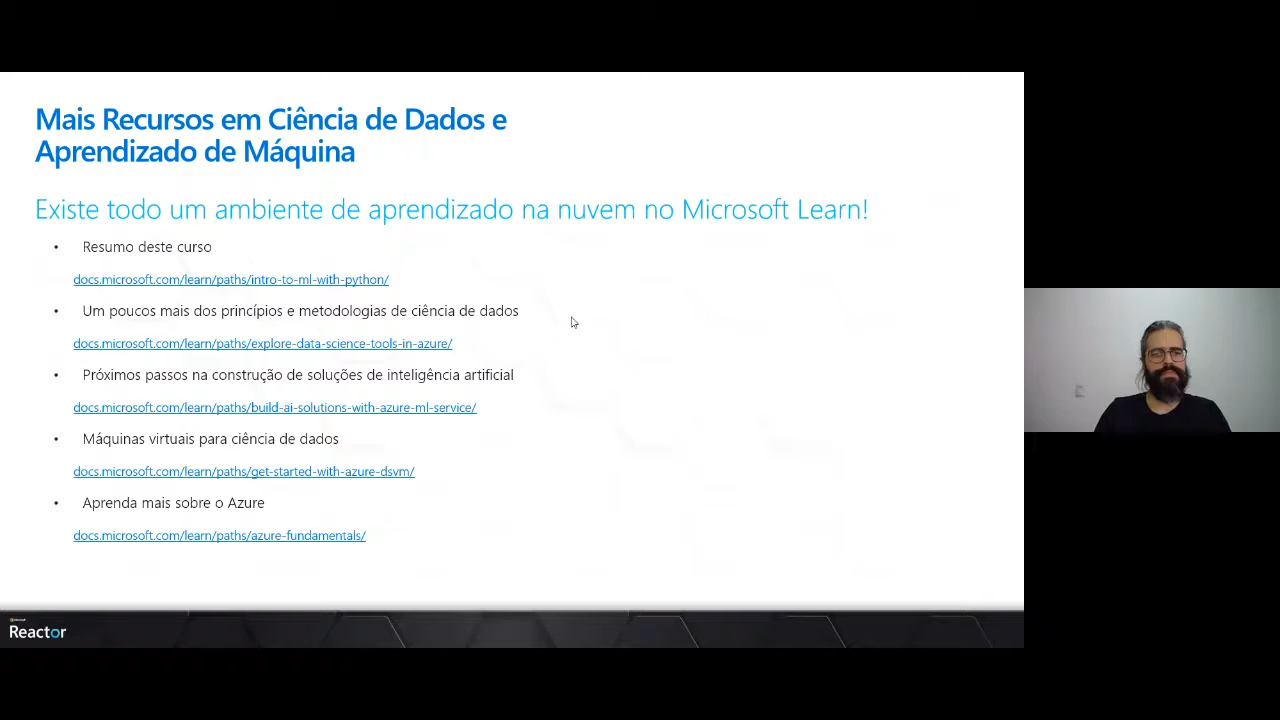 Mais Recursos em Ciência de Dados e
Aprendizado de Máquina
Existe todo um ambiente de aprendizado na nuvem no Microsoft Learn!
• Resumo deste curso
docs.microsoft.com/learn/paths/intro-to-ml-with-python/
• Um poucos mais dos princípios e metodologias de ciência de dados
docs.microsoft.com/learn/paths/explore-data-science-tools-in-azure/
• Próximos passos na construção de soluções de inteligência artificial
docs.microsoft.com/learn/paths/build-ai-solutions-with-azure-ml-service/
• Máquinas virtuais para ciência de dados
docs.microsoft.com/learn/paths/get-started-with-azure-dsvm/
• Aprenda mais sobre o Azure
docs.microsoft.com/learn/paths/azure-fundamentals/
Reactor